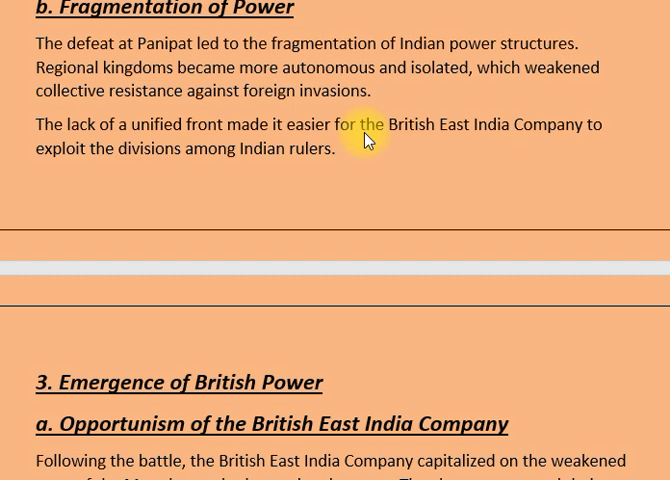 b. Fragmentation of Power
The defeat at Panipat led to the fragmentation of Indian power structures.
Regional kingdoms became more autonomous and isolated, which weakened
collective resistance against foreign invasions.
The lack of a unified front made it easier for the British East India Company to
exploit the divisions among Indian rulers.
3. Emergence of British Power
a. Opportunism of the British East India Company
Following the battle, the British East India Company capitalized on the weakened